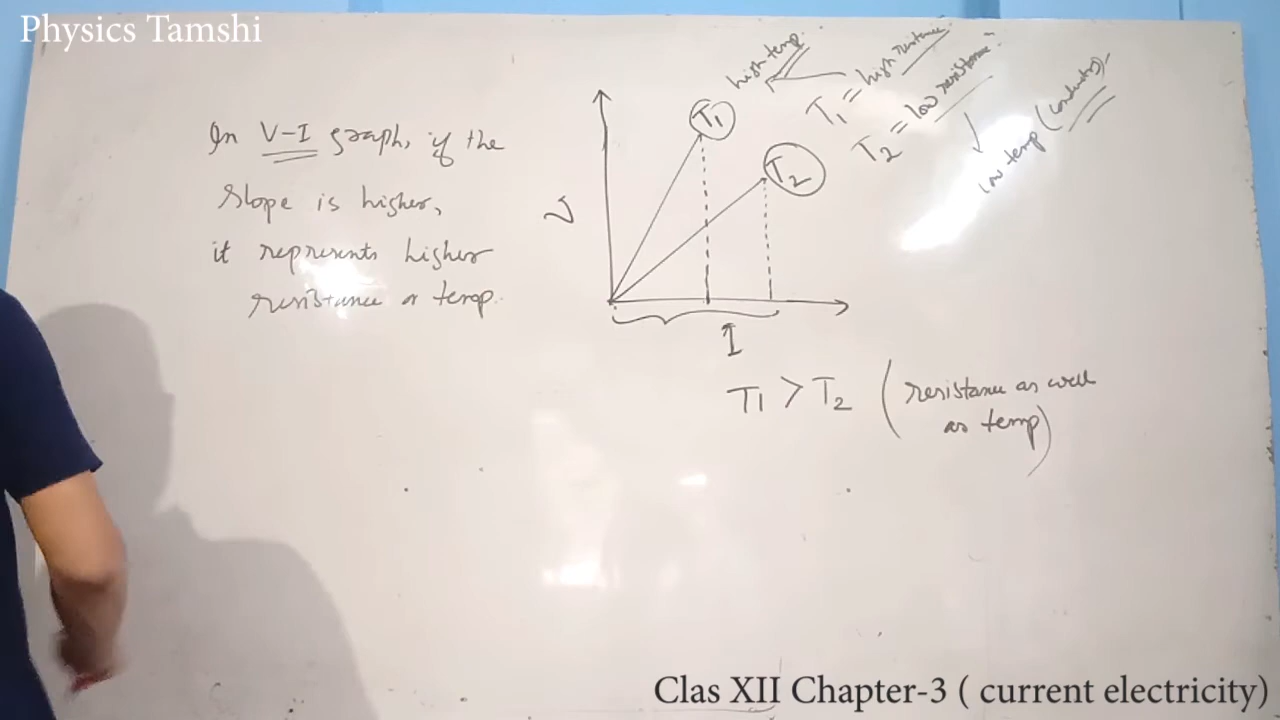 Physics Tamshi
In V-I graph, if the
slope is higher,
it represents higher
resistance or temp.
high temp.
T1 = high resistance
T2 = low resistance
low temp (conductor)
T1
T2
V
I
T1 > T2 (resistance as well
as temp)
Clas XII Chapter-3 ( current electricity)